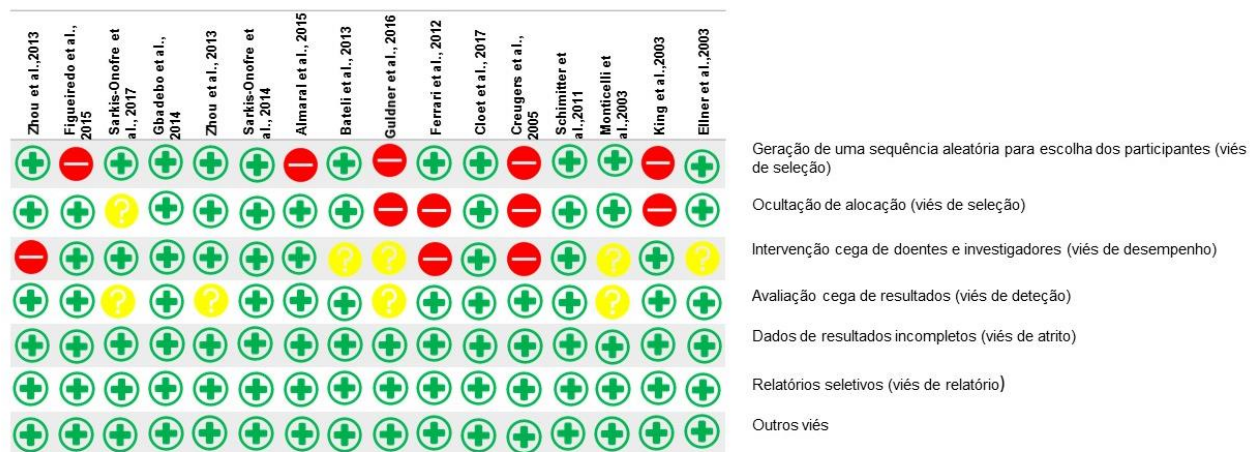 Zhou et al.,2013
Figueiredo et al.,
2015
Sarkis-Onofre et
al., 2017
Gbadebo et al.,
2014
Zhou et al., 2013
Sarkis-Onofre et
al., 2014
Almaral et al., 2015
Bateli et al., 2013
Guldner et al., 2016
Ferrari et al., 2012
Cloet et al., 2017
Creugers et al.,
2005
Schimitter et
al.,2011
Monticelli et
al.,2003
King et al.,2003
Ellner et al.,2003
Geração de uma sequência aleatória para escolha dos participantes (viés
de seleção)
Ocultação de alocação (viés de seleção)
Intervenção cega de doentes e investigadores (viés de desempenho)
Avaliação cega de resultados (viés de deteção)
Dados de resultados incompletos (viés de atrito)
Relatórios seletivos (viés de relatório)
Outros viés